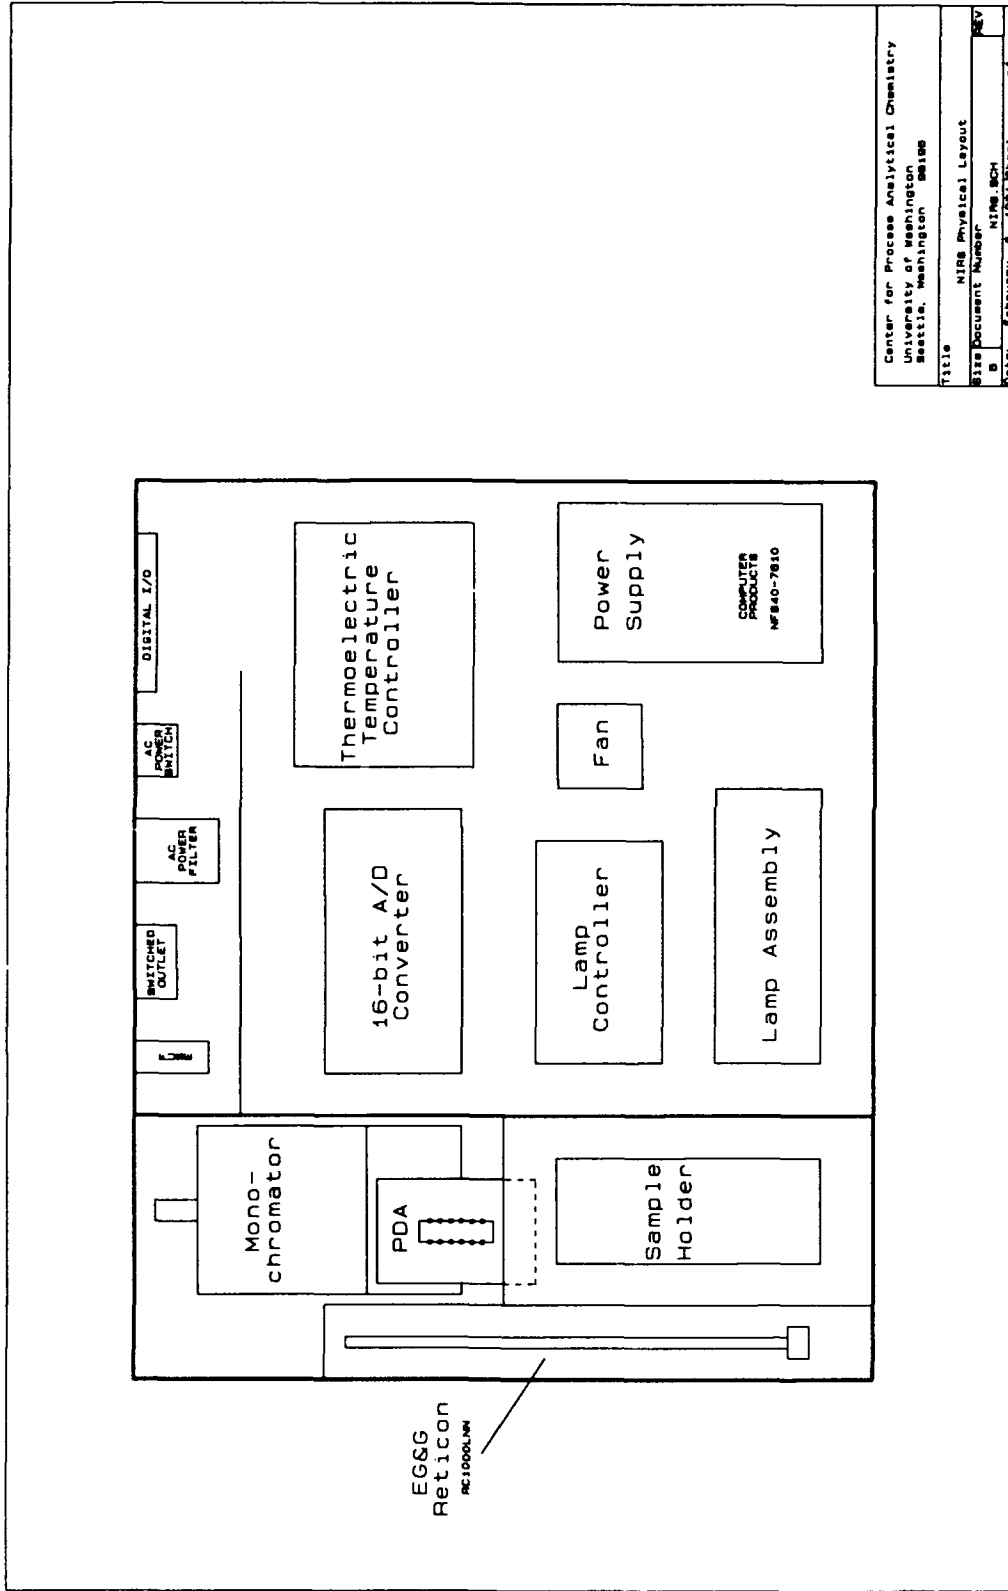 EG&G
Reticon
RC1000LNN
Mono-
chromator
PDA
Sample
Holder
SWITCHED
OUTLET
AC
POWER
FILTER
AC
POWER
SWITCH
DIGITAL I/O
16-bit A/D
Converter
Thermoelectric
Temperature
Controller
Lamp
Controller
Fan
Power
Supply
COMPUTER
PRODUCTS
NFS40-7610
Lamp Assembly
Center for Process Analytical Chemistry
University of Washington
Seattle, Washington 98195
Title
NIRS Physical Layout
Size Document Number REV
B NIRS.SCH